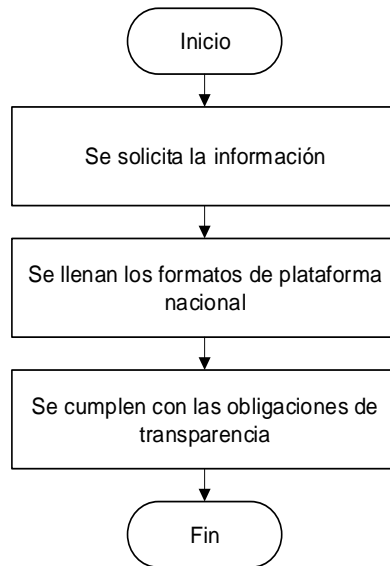 Inicio
Se solicita la información
Se llenan los formatos de plataforma
nacional
Se cumplen con las obligaciones de
transparencia
Fin